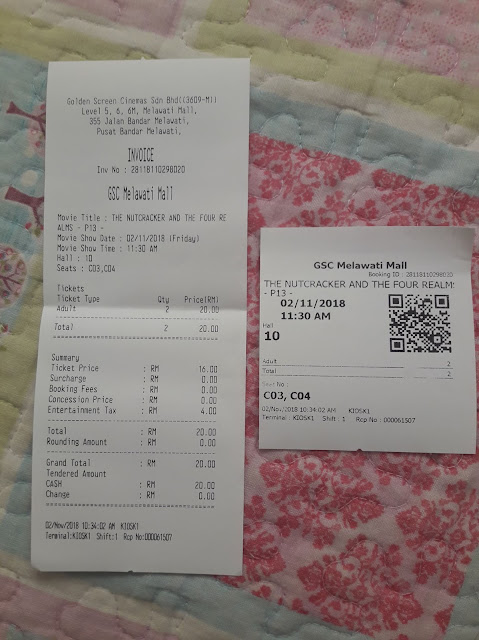 Golden Screen Cinemas Sdn Bhd((3609-M))
Level 5, 6, 6M, Melawati Mall,
355 Jalan Bandar Melawati,
Pusat Bandar Melawati,
INVOICE
Inv No : 28118110298020
GSC Melawati Mall
Movie Title : THE NUTCRACKER AND THE FOUR RE
ALMS - P13 -
Movie Show Date : 02/11/2018 (Friday)
Movie Show Time : 11:30 AM
Hall : 10
Seats : C03,C04
Tickets
Ticket Type Qty Price(RM)
Adult 2 20.00
Total 2 20.00
Summary
Ticket Price : RM 16.00
Surcharge : RM 0.00
Booking Fees : RM 0.00
Concession Price : RM 0.00
Entertainment Tax : RM 4.00
Total : RM 20.00
Rounding Amount : RM 0.00
Grand Total : RM 20.00
Tendered Amount
CASH : RM 20.00
Change : RM 0.00
02/Nov/2018 10:34:02 AM KIOSK1
Terminal:KIOSK1 Shift:1 Rcp No:000061507
GSC Melawati Mall
Booking ID : 28118110298020
THE NUTCRACKER AND THE FOUR REALM:
- P13 -
02/11/2018
11:30 AM
Hall
10
Adult 2
Total 2
Seat No :
C03, C04
02/Nov/2018 10:34:02 AM KIOSK1
Terminal : KIOSK1 Shift : 1 Rcp No : 000061507